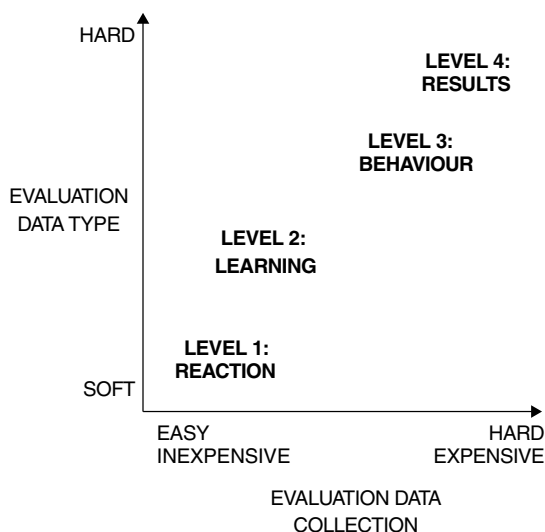 HARD
LEVEL 4:
RESULTS
LEVEL 3:
BEHAVIOUR
EVALUATION
DATA TYPE
LEVEL 2:
LEARNING
LEVEL 1:
REACTION
SOFT
EASY
INEXPENSIVE
HARD
EXPENSIVE
EVALUATION DATA
COLLECTION